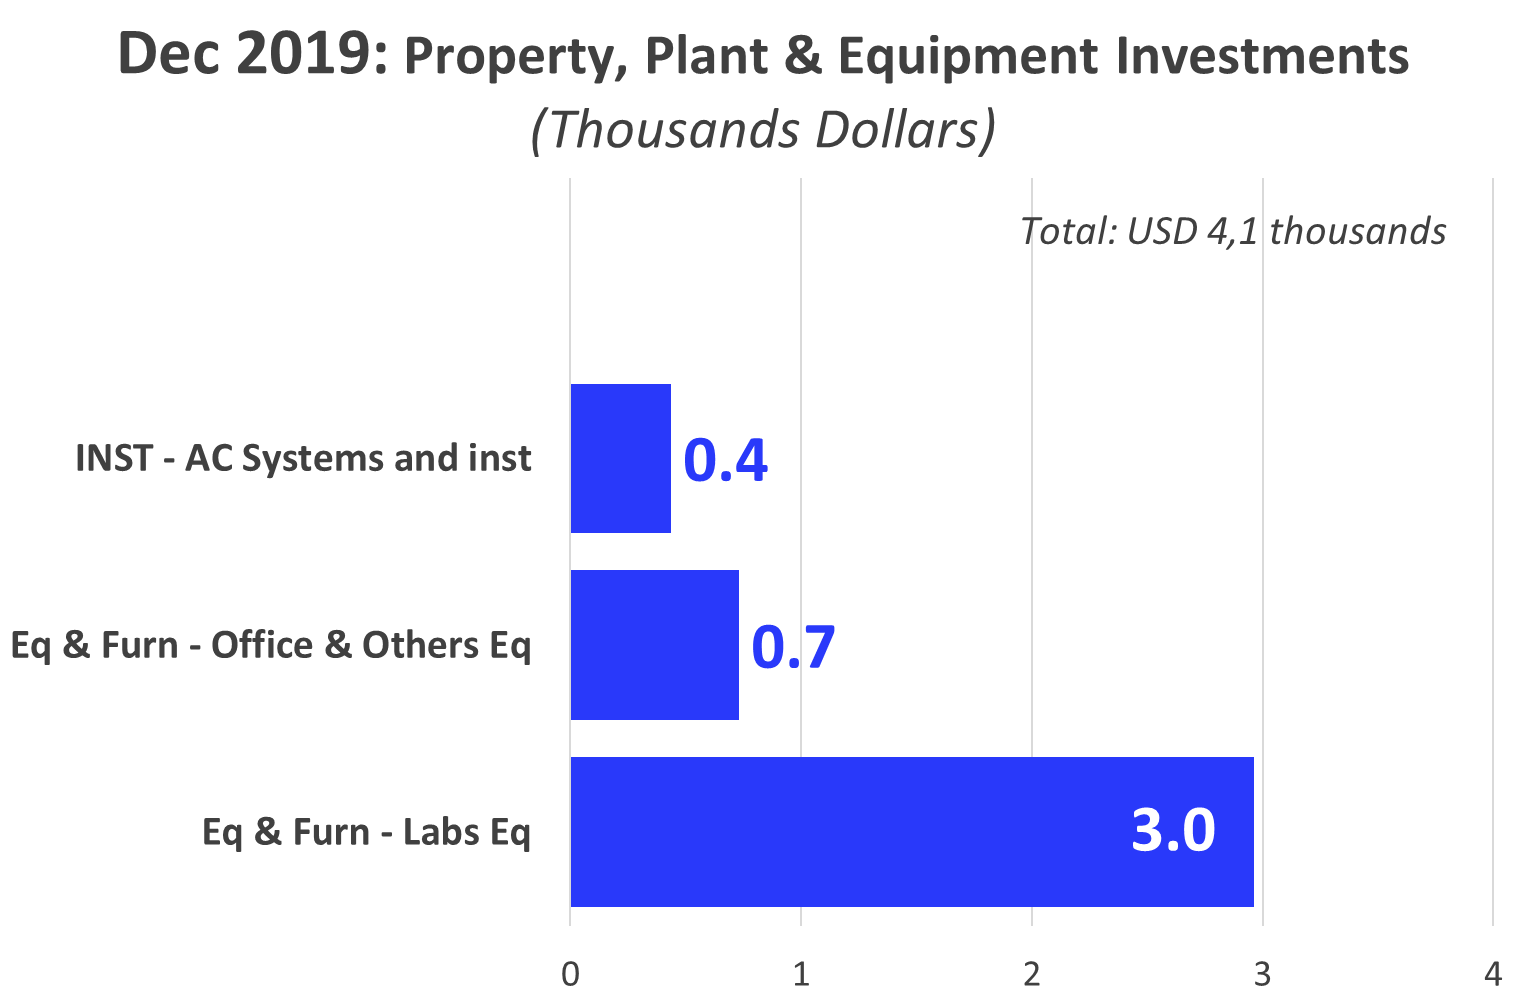 Dec 2019: Property, Plant & Equipment Investments
(Thousands Dollars)
Total: USD 4,1 thousands
INST - AC Systems and inst
0.4
Eq & Furn - Office & Others Eq
0.7
Eq & Furn - Labs Eq
3.0
0 1 2 3 4